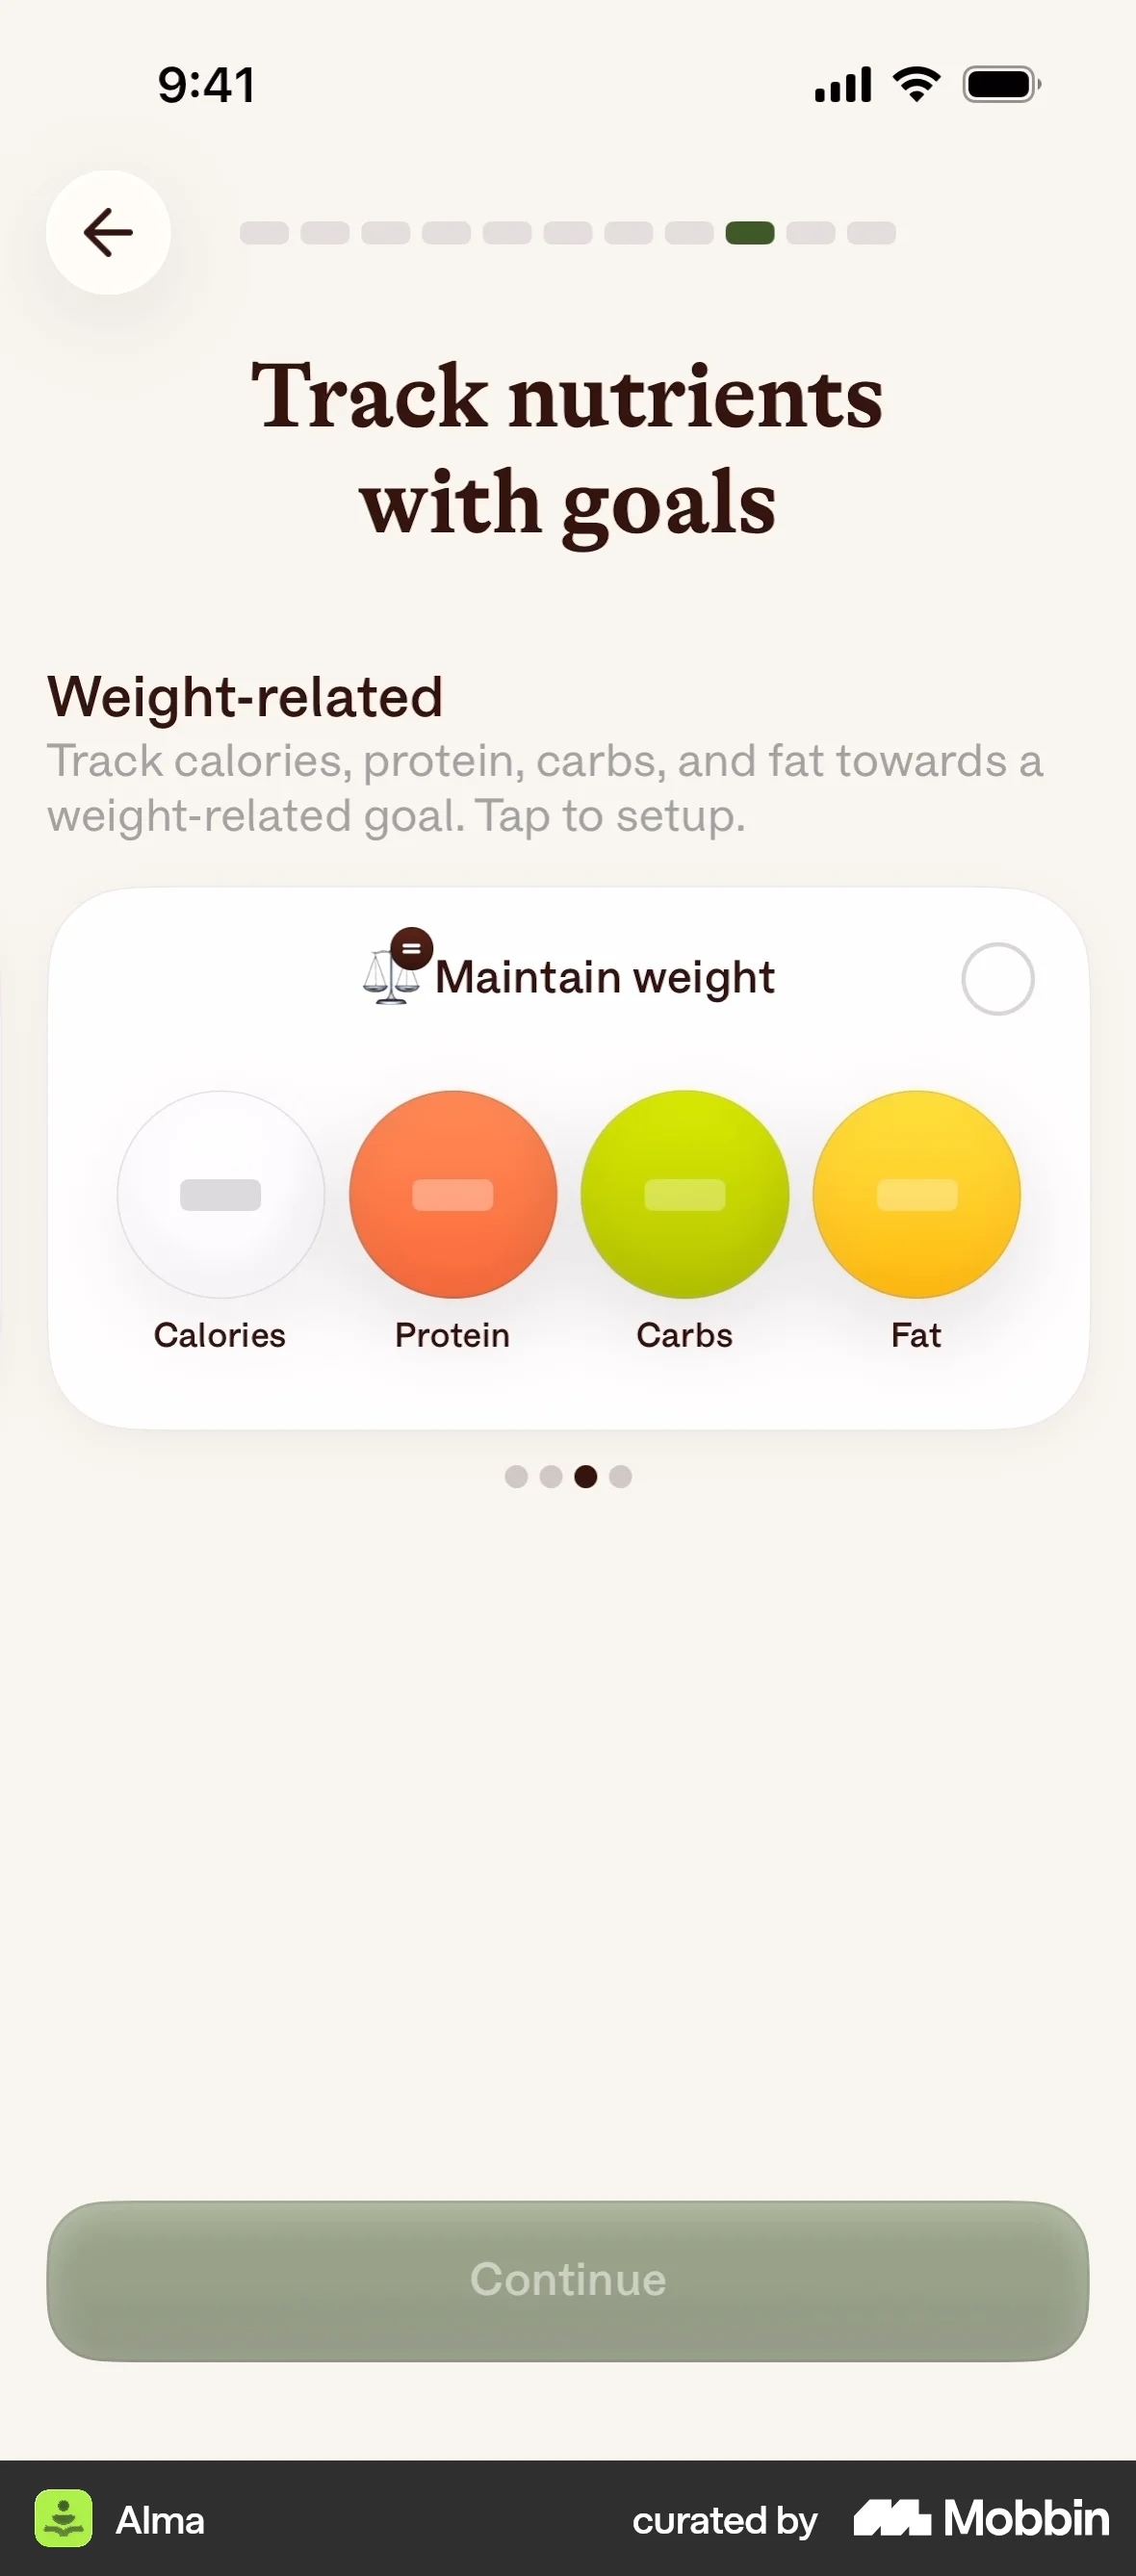 9:41
Track nutrients
with goals
Weight-related
Track calories, protein, carbs, and fat towards a
weight-related goal. Tap to setup.
Maintain weight
Calories Protein Carbs Fat
Continue
Alma curated by Mobbin